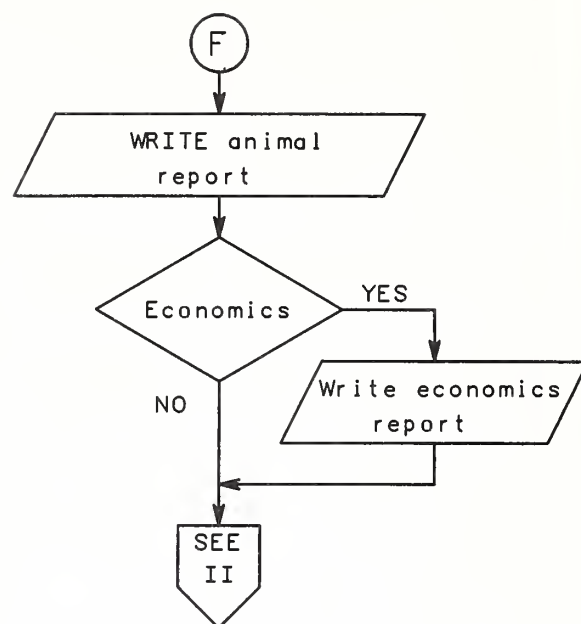 F
WRITE animal
report
Economics
YES
Write economics
report
NO
SEE
II